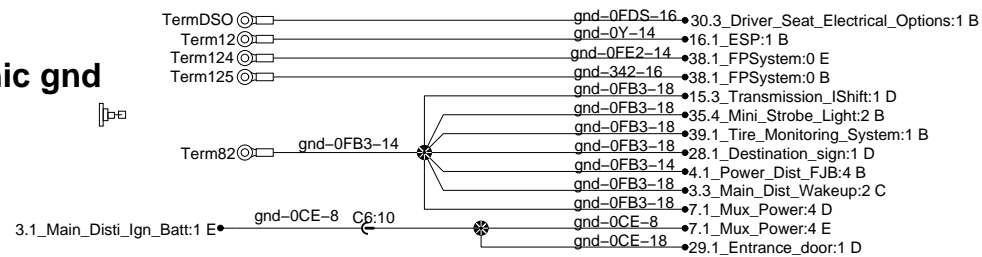 TermDSO gnd-0FDS-16 30.3_Driver_Seat_Electrical_Options:1 B
Term12 gnd-0Y-14 16.1_ESP:1 B
Term124 gnd-0FE2-14 38.1_FPSystem:0 E
nic gnd
Term125 gnd-342-16 38.1_FPSystem:0 B
gnd-0FB3-18 15.3_Transmission_IShift:1 D
gnd-0FB3-18 35.4_Mini_Strobe_Light:2 B
gnd-0FB3-18 39.1_Tire_Monitoring_System:1 B
Term82 gnd-0FB3-14 gnd-0FB3-18 28.1_Destination_sign:1 D
gnd-0FB3-14 4.1_Power_Dist_FJB:4 B
gnd-0FB3-18 3.3_Main_Dist_Wakeup:2 C
gnd-0FB3-18 7.1_Mux_Power:4 D
3.1_Main_Disti_Ign_Batt:1 E gnd-0CE-8 C6:10 gnd-0CE-8 7.1_Mux_Power:4 E
gnd-0CE-18 29.1_Entrance_door:1 D